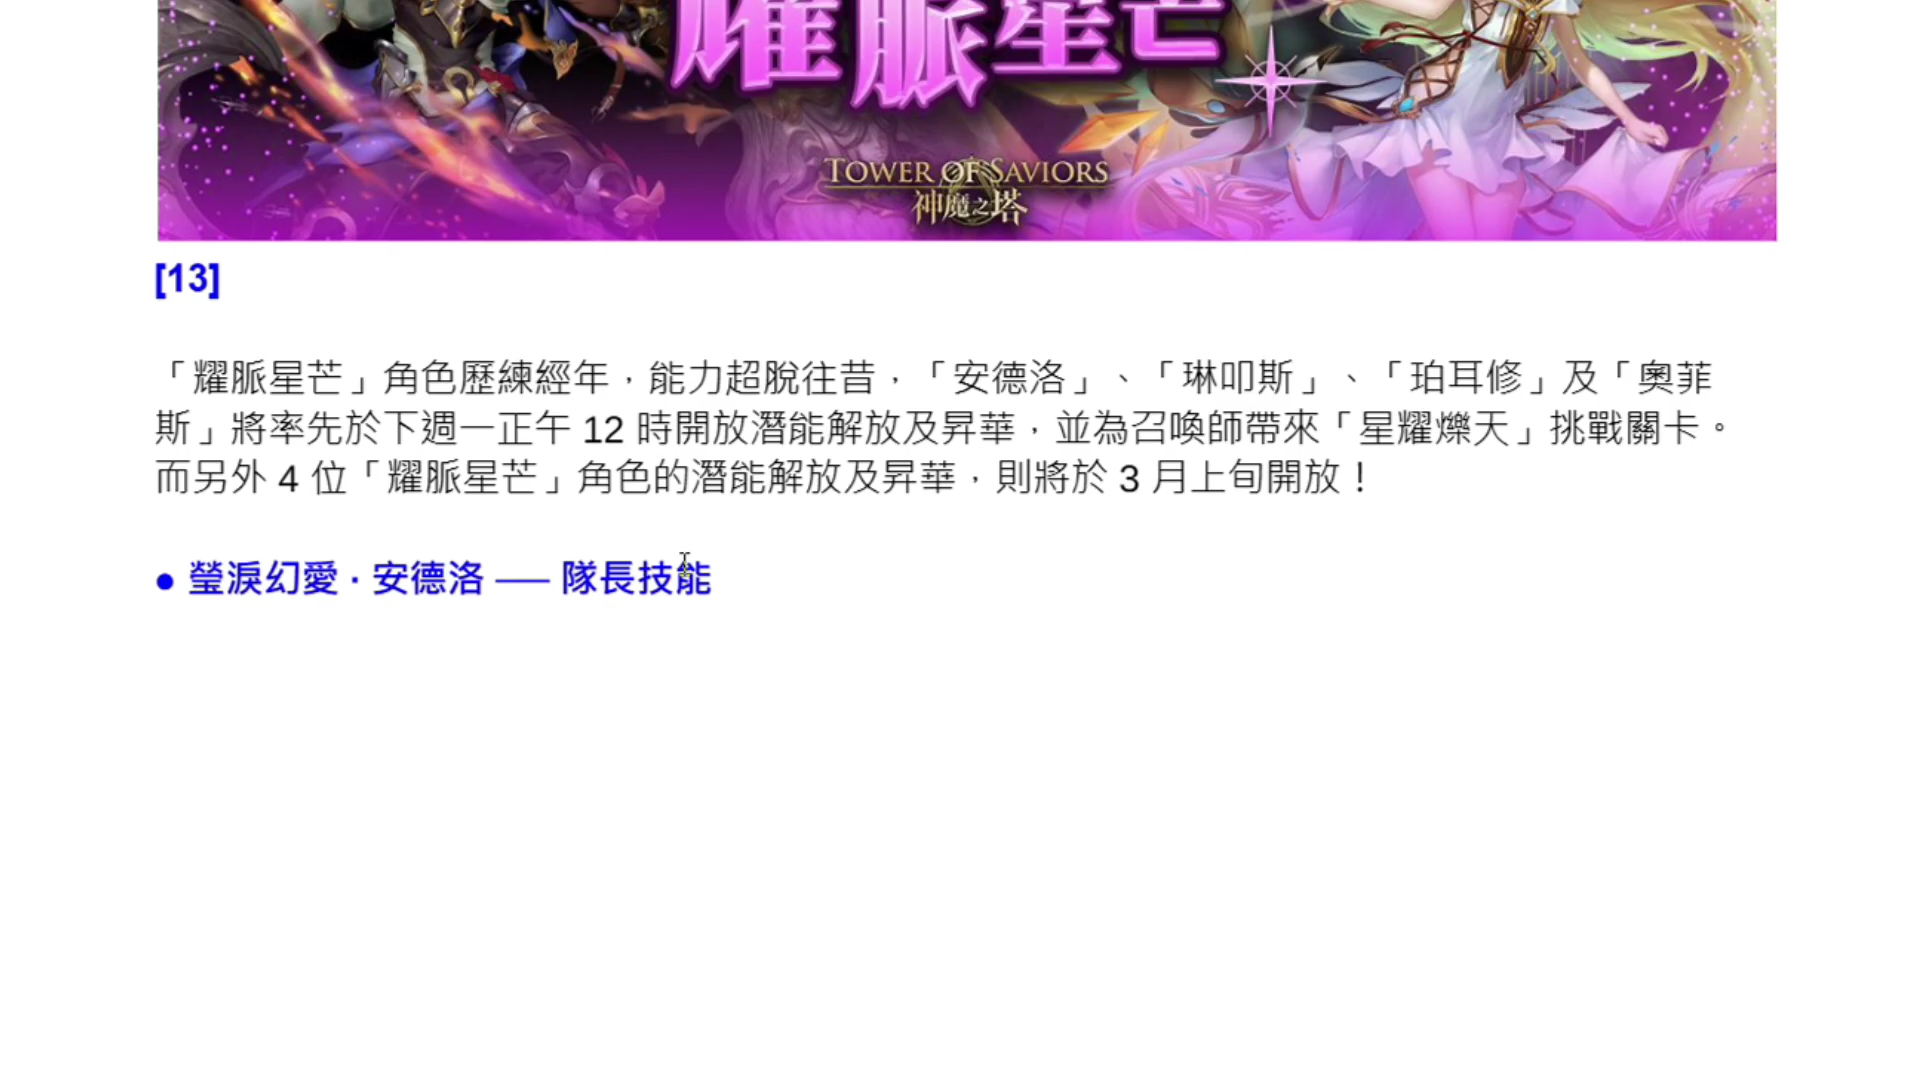 耀脈星芒
TOWER OF SAVIORS
神魔之塔
[13]
「耀脈星芒」角色歷練經年，能力超脫往昔，「安德洛」、「琳叩斯」、「珀耳修」及「奧菲
斯」將率先於下週一正午 12 時開放潛能解放及昇華，並為召喚師帶來「星耀爍天」挑戰關卡。
而另外 4 位「耀脈星芒」角色的潛能解放及昇華，則將於 3 月上旬開放！
● 瑩淚幻愛 · 安德洛 ── 隊長技能